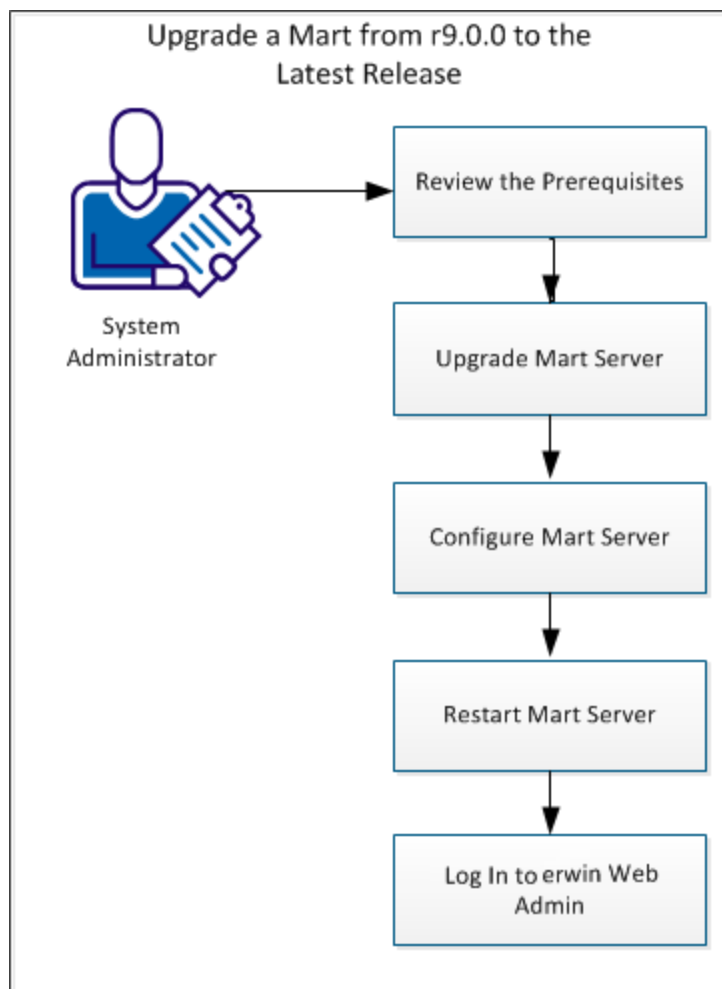 Upgrade a Mart from r9.0.0 to the
Latest Release
Review the Prerequisites
System
Administrator
Upgrade Mart Server
Configure Mart Server
Restart Mart Server
Log In to erwin Web
Admin